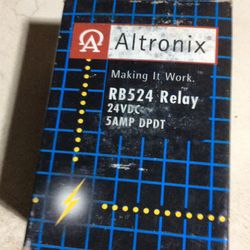 Altronix
Making It Work.
RB524 Relay
24VDC
5AMP DPDT